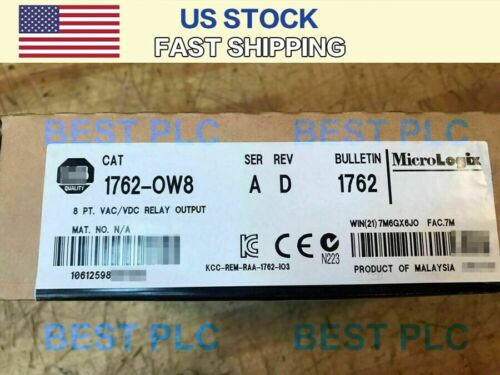 US STOCK
FAST SHIPPING
BEST PLC BEST PLC
CAT
1762-OW8
SER REV
A D
BULLETIN
1762
MicroLogix
QUALITY
8 PT. VAC/VDC RELAY OUTPUT
MAT. NO. N/A
10612598
KCC-REM-RAA-1762-IO3
N223
WIN(21) 7M6GX6JO FAC.7M
PRODUCT OF MALAYSIA
BEST PLC BEST PLC